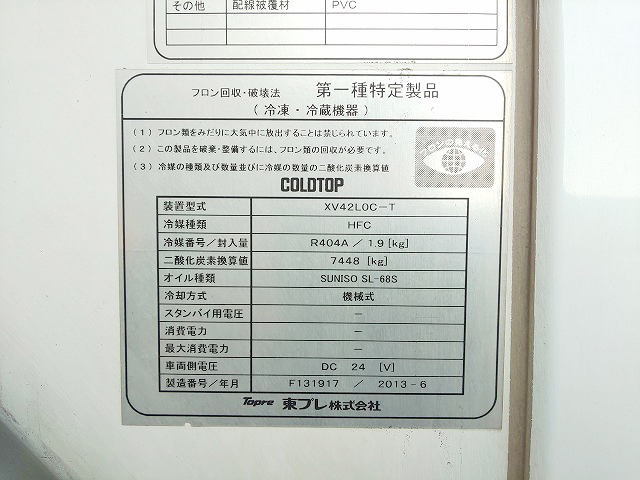 その他 配線被覆材 PVC
フロン回収・破壊法 第一種特定製品
（冷凍・冷蔵機器）
（1）フロン類をみだりに大気中に放出することは禁じられています。
（2）この製品を破棄・整備するには、フロン類の回収が必要です。
（3）冷媒の種類及び数量並びに冷媒の数量の二酸化炭素換算値
COLDTOP
装置型式 XV42LOC-T
冷媒種類 HFC
冷媒番号／封入量 R404A ／ 1.9 [kg]
二酸化炭素換算値 7448 [kg]
オイル種類 SUNISO SL-68S
冷却方式 機械式
スタンバイ用電圧 －
消費電力 －
最大消費電力 －
車両側電圧 DC 24 [V]
製造番号／年月 F131917 ／ 2013-6
Topre 東プレ株式会社